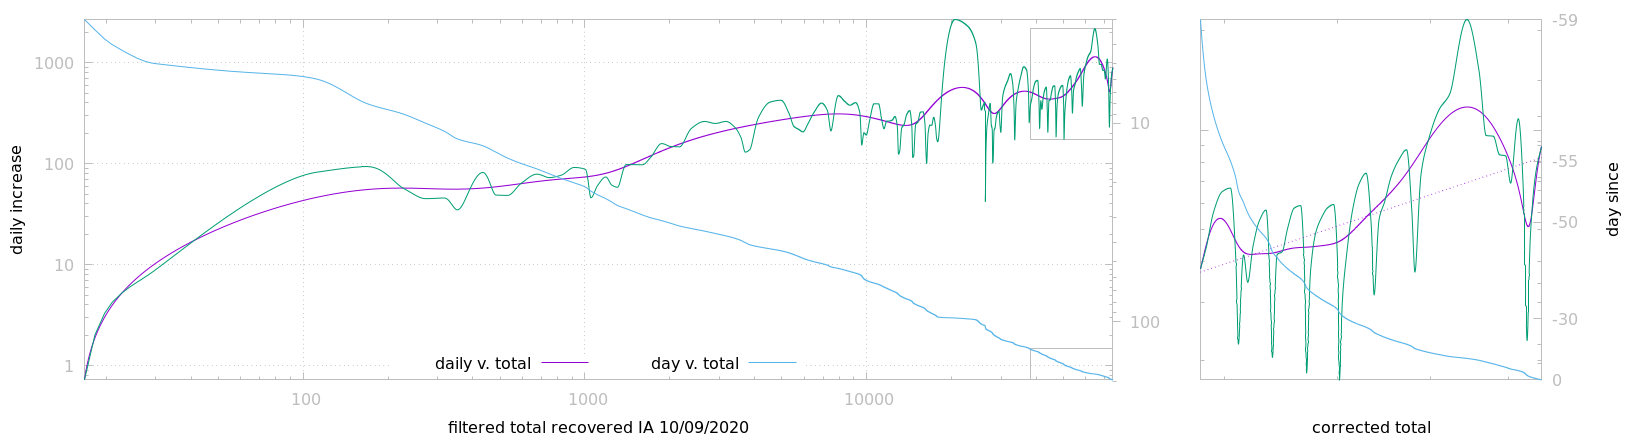 daily increase
1000
100
10
1
100
1000
10000
10
100
daily v. total
day v. total
filtered total recovered IA 10/09/2020
-59
-55
-50
-30
0
day since
corrected total